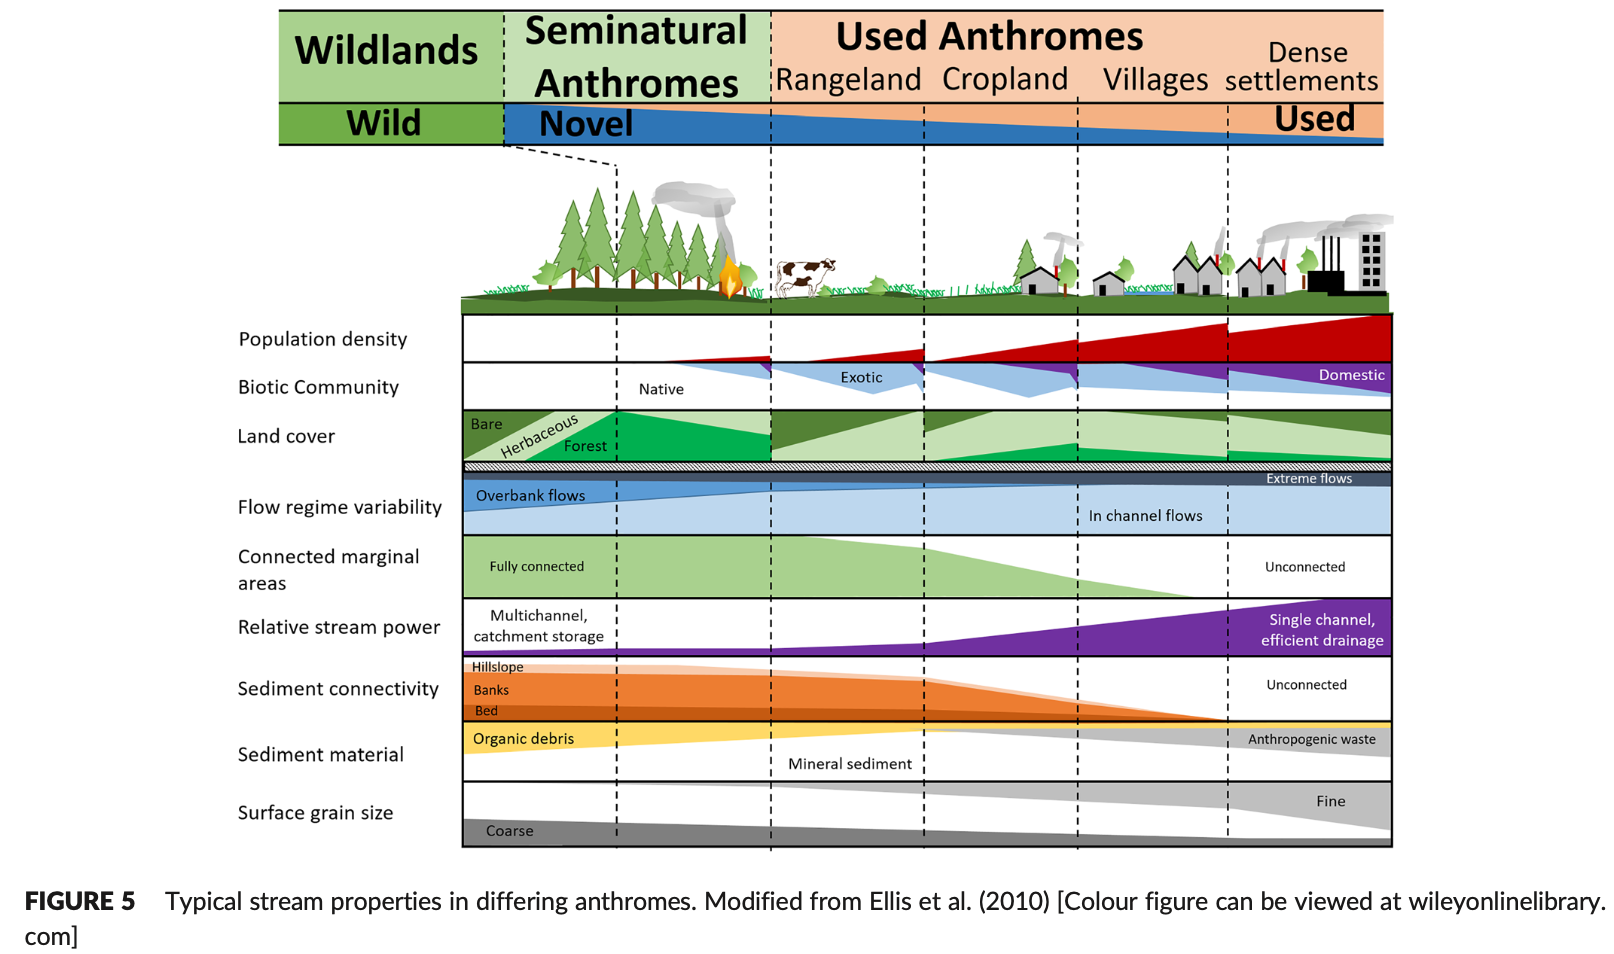 Wildlands
Seminatural
Anthromes
Used Anthromes
Rangeland
Cropland
Villages
Dense
settlements
Wild
Novel
Used
Population density
Biotic Community
Native
Exotic
Domestic
Land cover
Bare
Herbaceous
Forest
Flow regime variability
Overbank flows
Extreme flows
In channel flows
Connected marginal
areas
Fully connected
Unconnected
Relative stream power
Multichannel,
catchment storage
Single channel,
efficient drainage
Sediment connectivity
Hillslope
Banks
Bed
Unconnected
Sediment material
Organic debris
Mineral sediment
Anthropogenic waste
Surface grain size
Coarse
Fine
FIGURE 5 Typical stream properties in differing anthromes. Modified from Ellis et al. (2010) [Colour figure can be viewed at wileyonlinelibrary.
com]